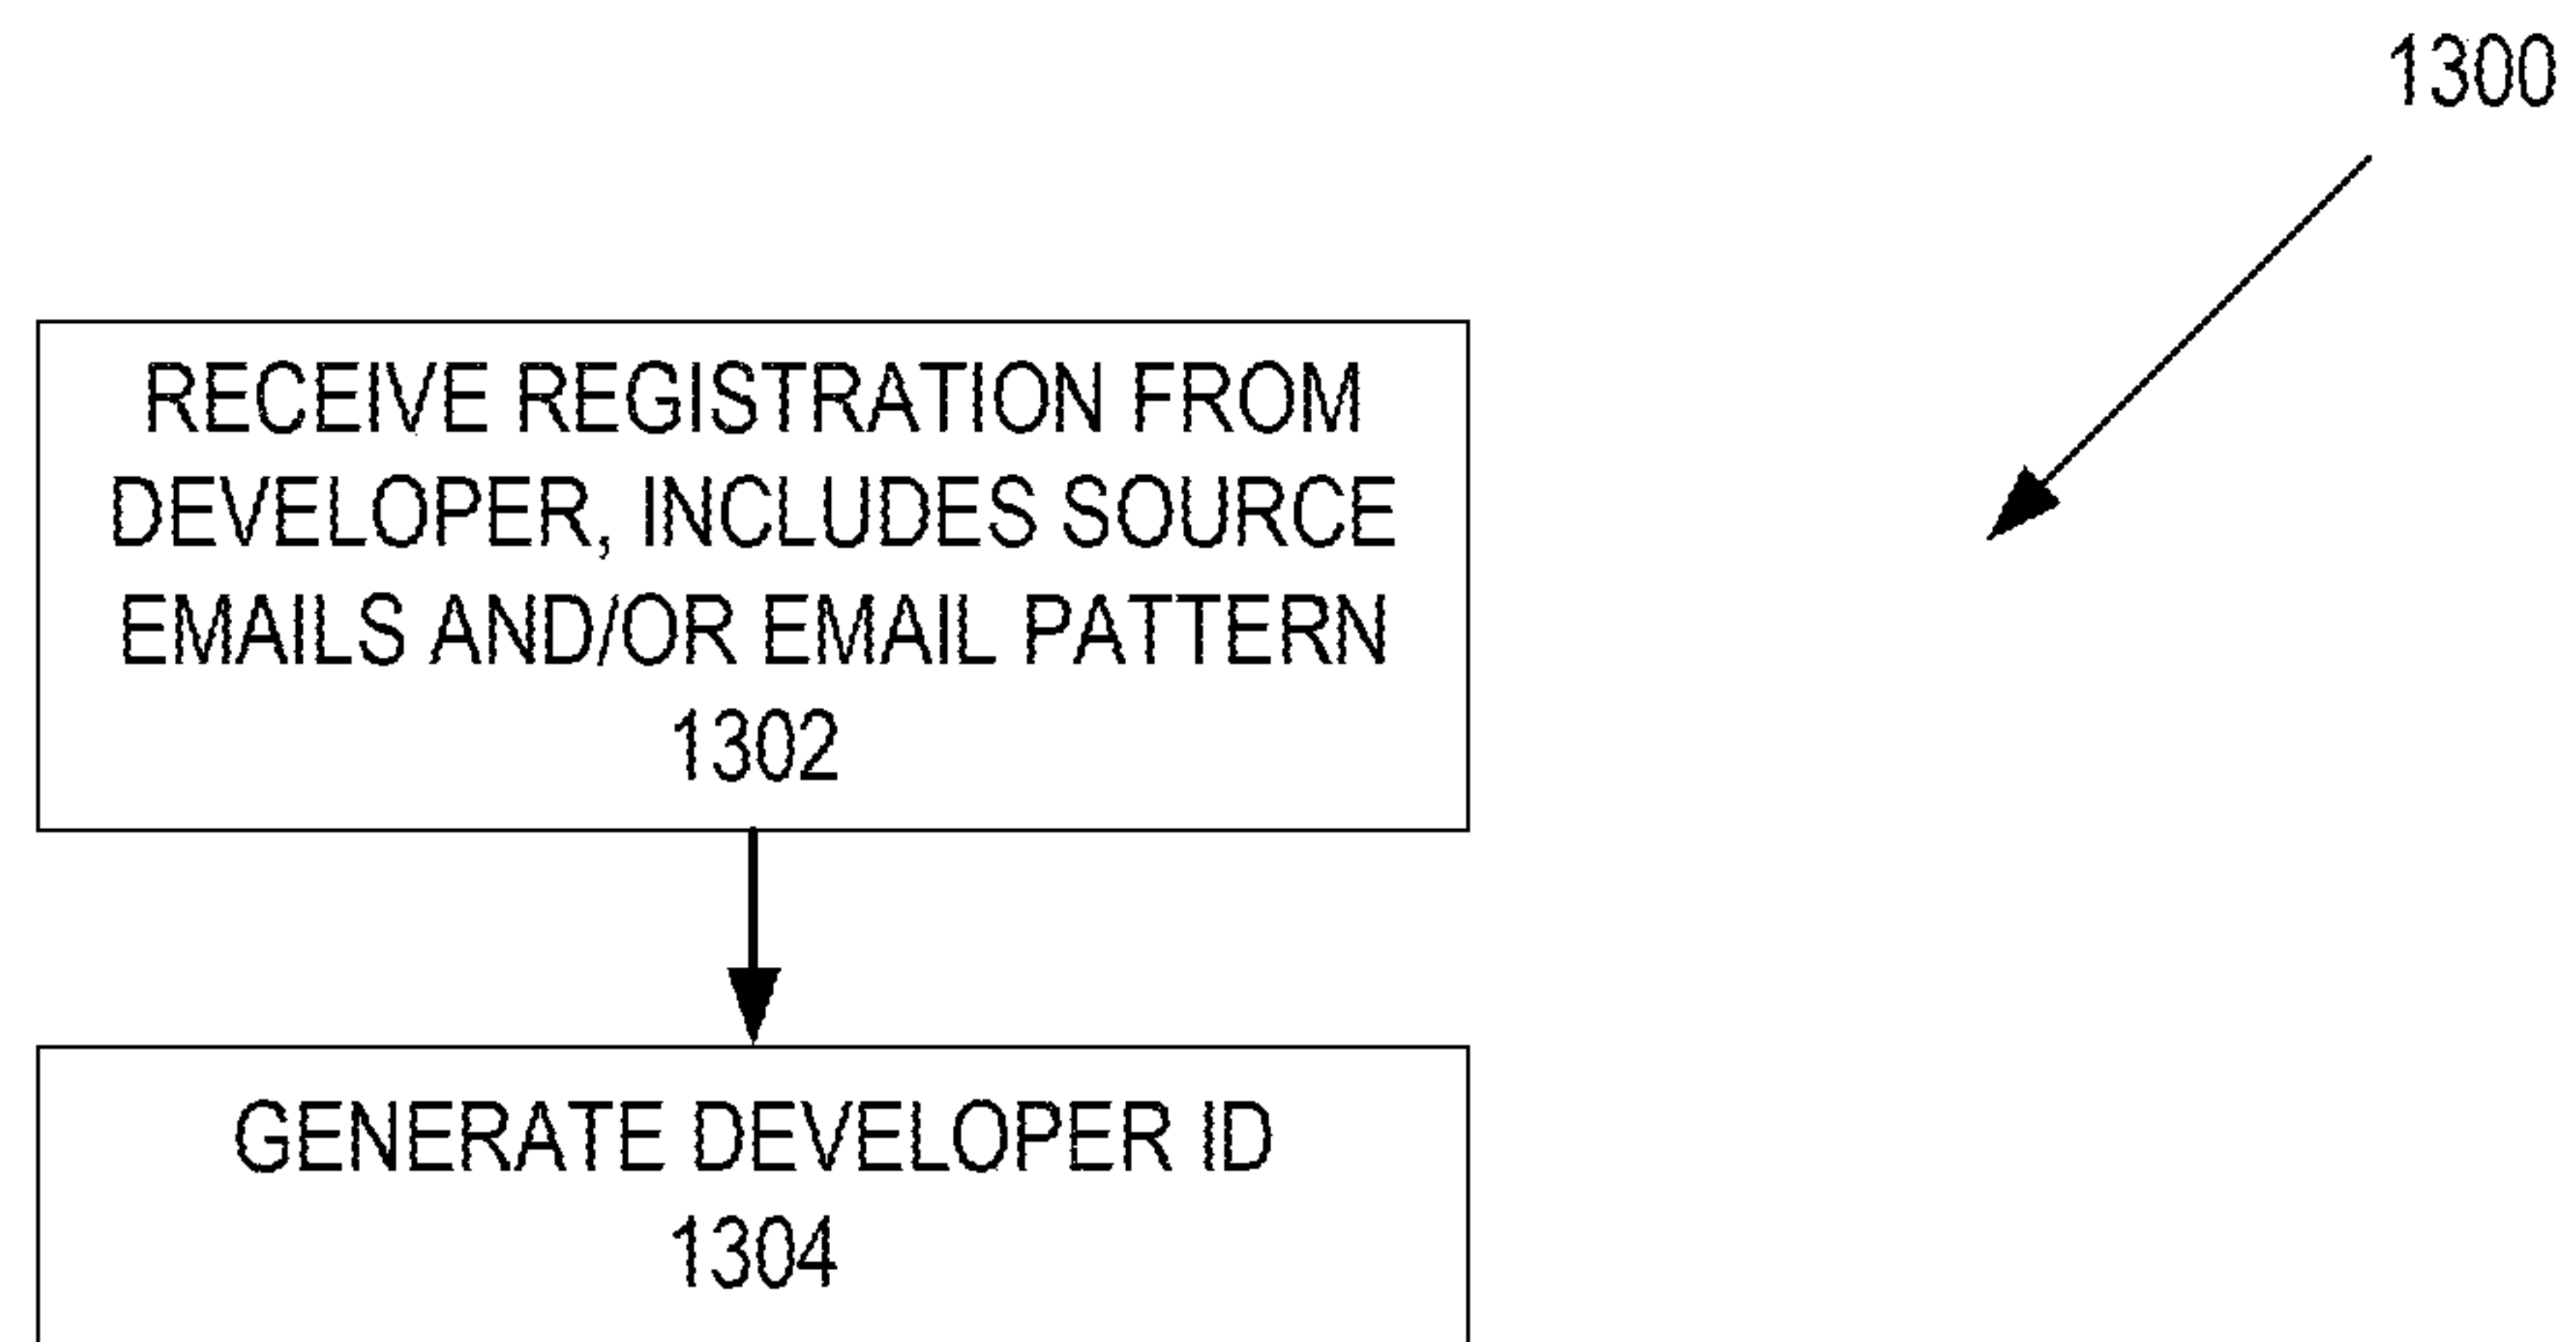 1300
RECEIVE REGISTRATION FROM
DEVELOPER, INCLUDES SOURCE
EMAILS AND/OR EMAIL PATTERN
1302
GENERATE DEVELOPER ID
1304